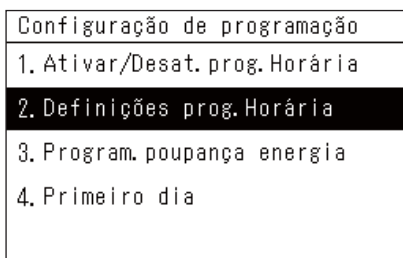 Configuração de programação
1. Ativar/Desat. prog. Horária
2. Definições prog. Horária
3. Program. poupança energia
4. Primeiro dia